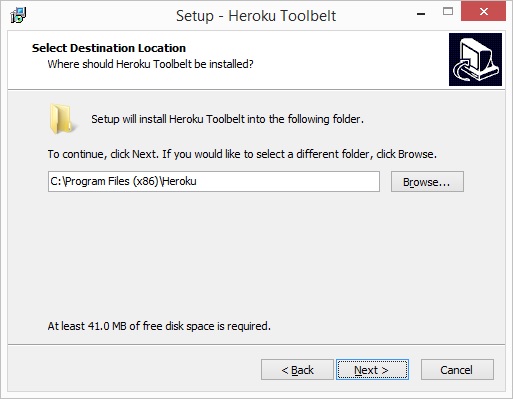 Setup - Heroku Toolbelt
Select Destination Location
Where should Heroku Toolbelt be installed?
Setup will install Heroku Toolbelt into the following folder.
To continue, click Next. If you would like to select a different folder, click Browse.
C:\Program Files (x86)\Heroku
Browse...
At least 41.0 MB of free disk space is required.
< Back
Next >
Cancel